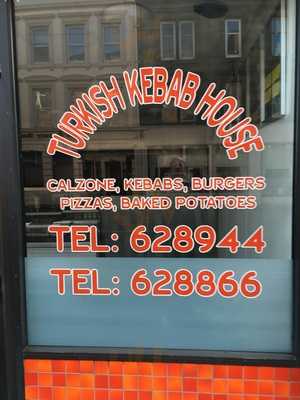 TURKISH KEBAB HOUSE
CALZONE, KEBABS, BURGERS
PIZZAS, BAKED POTATOES
TEL: 628944
TEL: 628866